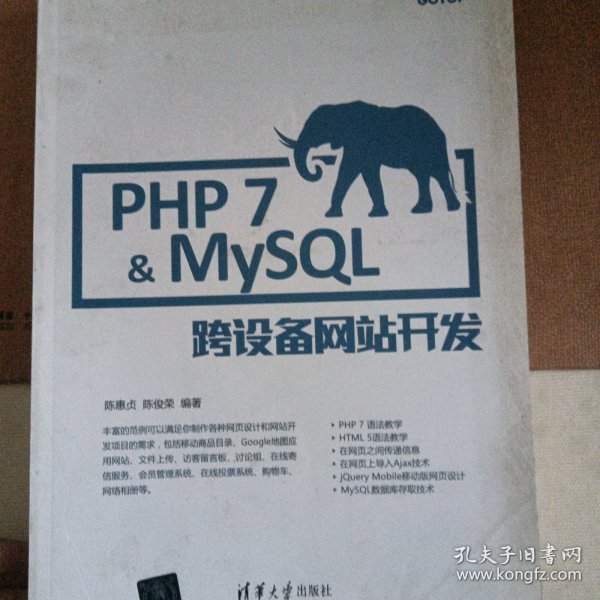 PHP 7
& MySQL
跨设备网站开发
陈惠贞 陈俊荣 编著
丰富的范例可以满足你制作各种网页设计和网站开
发项目的需求，包括移动商品目录、Google地图应
用网站、文件上传、访客留言板、讨论组、在线寄
信服务、会员管理系统、在线投票系统、购物车、
网络相册等。
▸ PHP 7 语法教学
▸ HTML 5语法教学
▸ 在网页之间传递信息
▸ 在网页上导入Ajax技术
▸ jQuery Mobile移动版网页设计
▸ MySQL数据库存取技术
清华大学出版社
孔夫子旧书网
www.kongfz.com